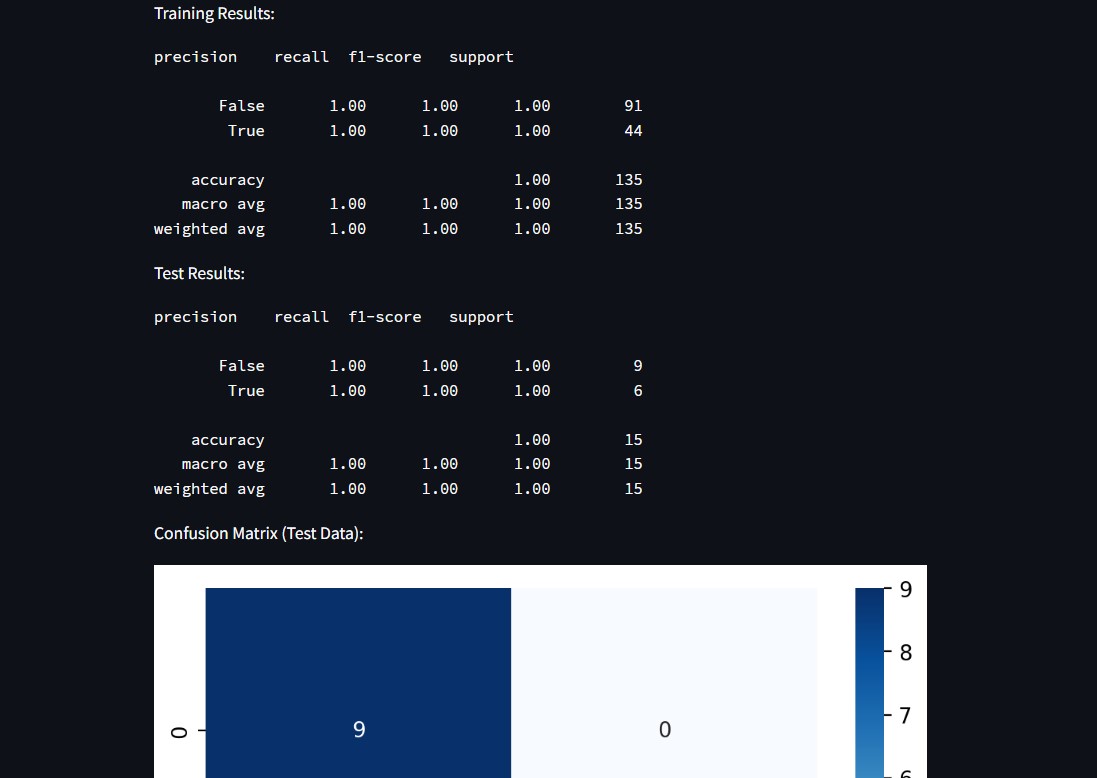 Training Results:
precision    recall  f1-score   support
False       1.00      1.00      1.00        91
True       1.00      1.00      1.00        44
accuracy                           1.00       135
macro avg       1.00      1.00      1.00       135
weighted avg       1.00      1.00      1.00       135
Test Results:
precision    recall  f1-score   support
False       1.00      1.00      1.00         9
True       1.00      1.00      1.00         6
accuracy                           1.00        15
macro avg       1.00      1.00      1.00        15
weighted avg       1.00      1.00      1.00        15
Confusion Matrix (Test Data):
9
8
7
0
9 0